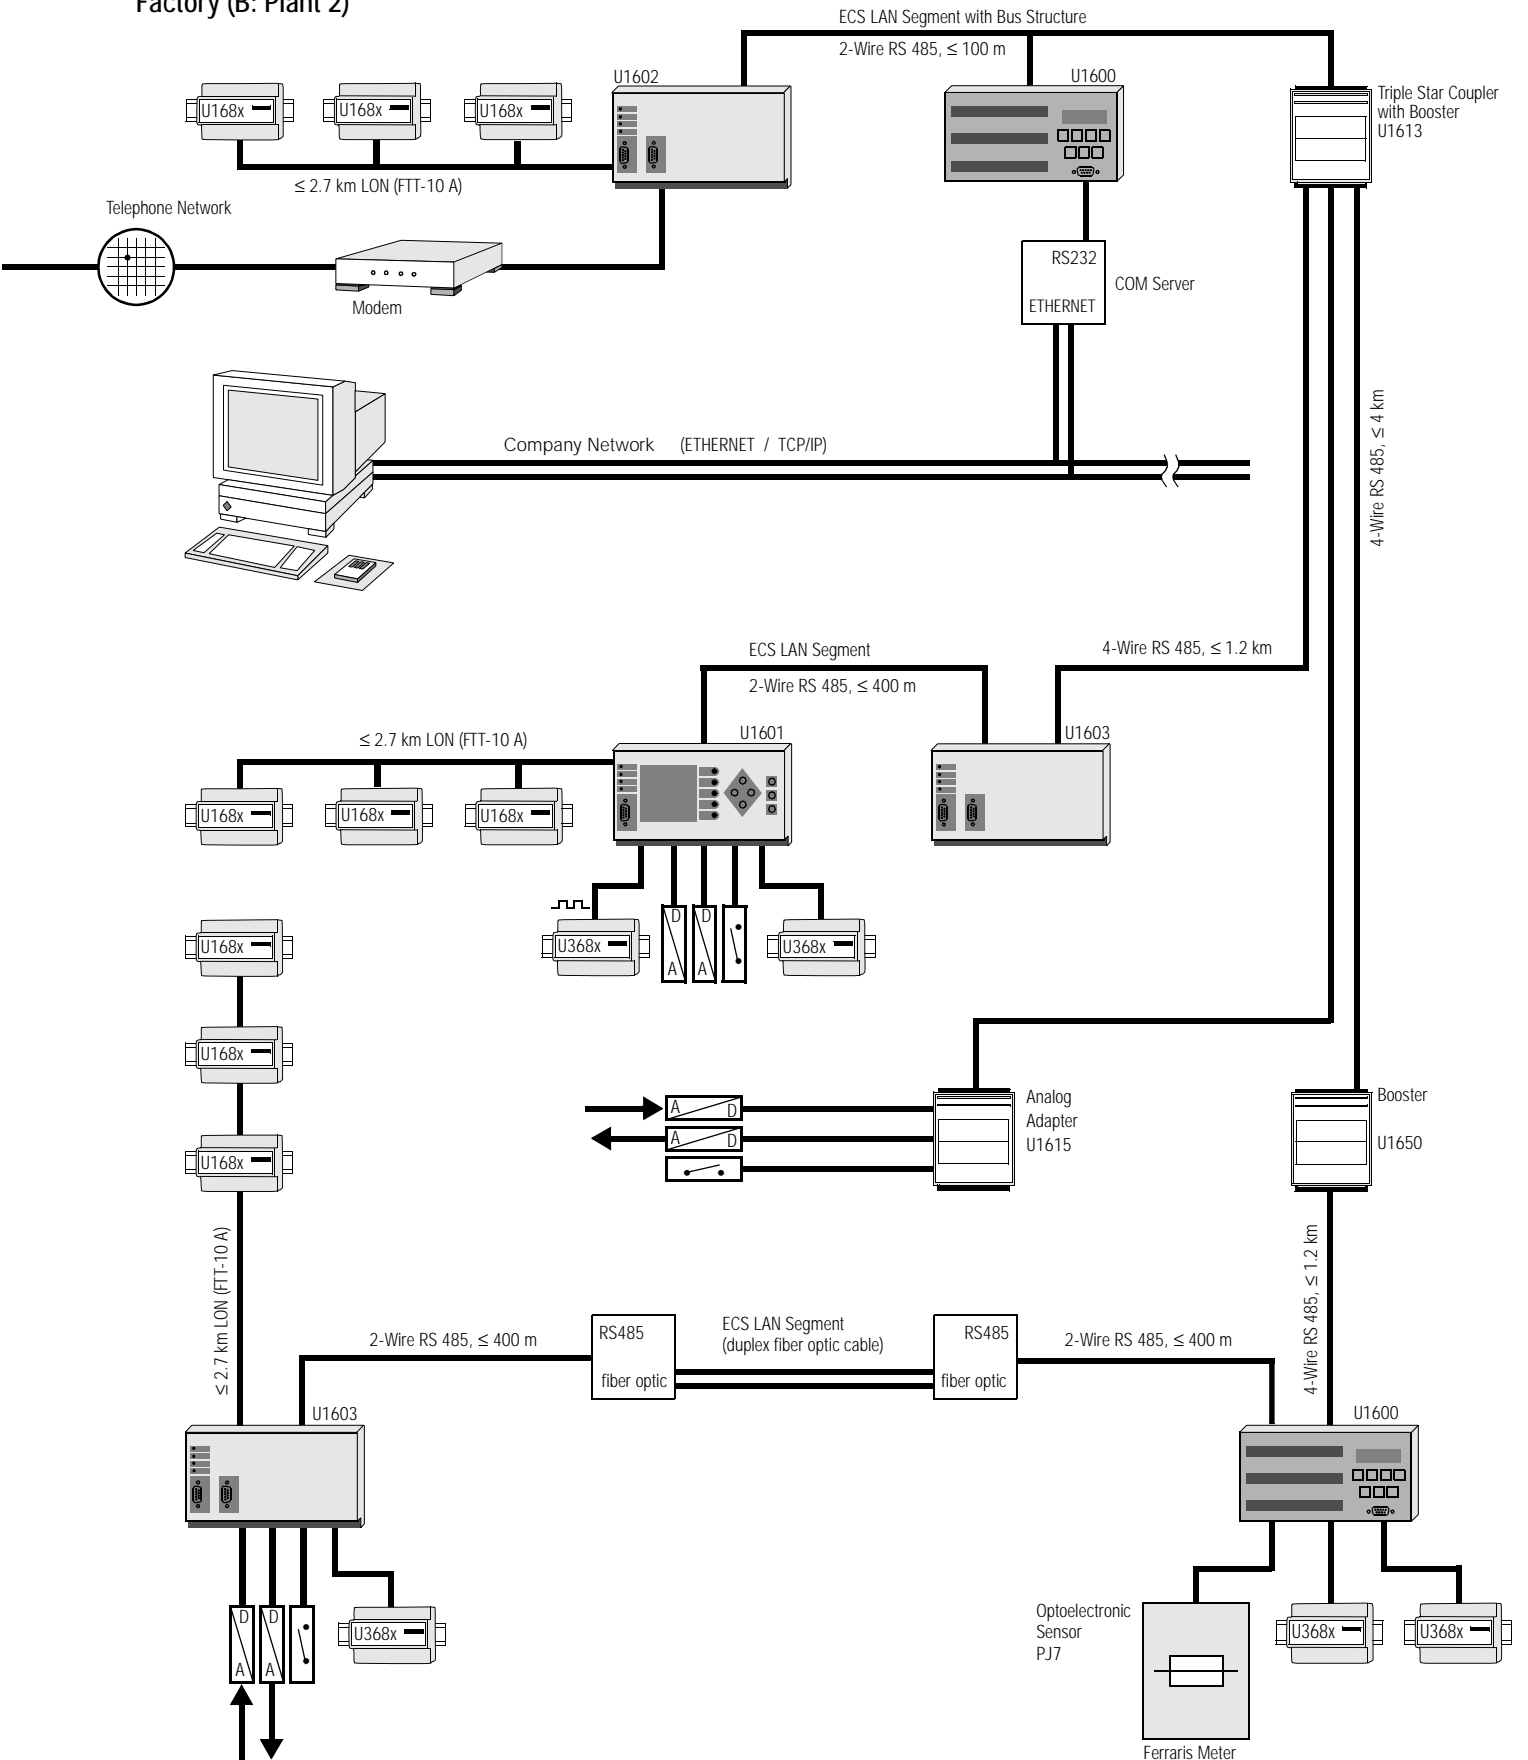 Factory (B: Plant 2)
ECS LAN Segment with Bus Structure
2-Wire RS 485, ≤ 100 m
U1602
U1600
Triple Star Coupler
with Booster
U1613
U168x
U168x
U168x
≤ 2.7 km LON (FTT-10 A)
Telephone Network
Modem
RS232
ETHERNET
COM Server
4-Wire RS 485, ≤ 4 km
Company Network (ETHERNET / TCP/IP)
ECS LAN Segment
2-Wire RS 485, ≤ 400 m
4-Wire RS 485, ≤ 1.2 km
U1601
U1603
≤ 2.7 km LON (FTT-10 A)
U168x
U168x
U168x
U368x
D
A
D
A
U368x
U168x
U168x
U168x
A
D
A
D
Analog
Adapter
U1615
Booster
U1650
≤ 2.7 km LON (FTT-10 A)
4-Wire RS 485, ≤ 1.2 km
2-Wire RS 485, ≤ 400 m
RS485
fiber optic
ECS LAN Segment
(duplex fiber optic cable)
RS485
fiber optic
2-Wire RS 485, ≤ 400 m
U1603
U1600
D
A
D
A
U368x
Optoelectronic
Sensor
PJ7
U368x
U368x
Ferraris Meter